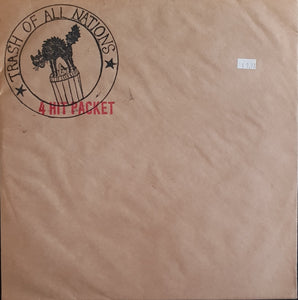 TRASH OF ALL NATIONS
4 HIT PACKET